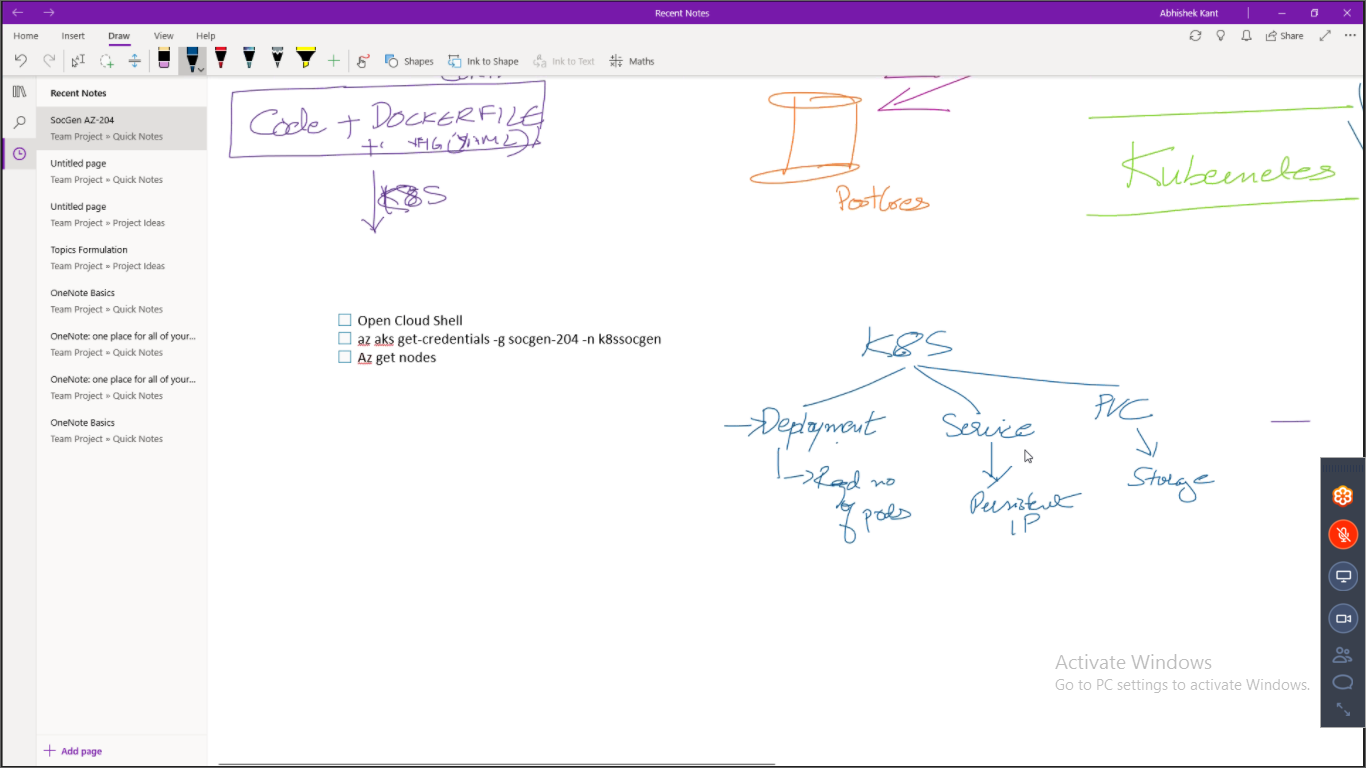 Recent Notes
Abhishek Kant
Home Insert Draw View Help
Share
Shapes Ink to Shape Ink to Text Maths
Recent Notes
SocGen AZ-204
Team Project » Quick Notes
Untitled page
Team Project » Quick Notes
Untitled page
Team Project » Project Ideas
Topics Formulation
Team Project » Project Ideas
OneNote Basics
Team Project » Quick Notes
OneNote: one place for all of your...
Team Project » Quick Notes
OneNote: one place for all of your...
Team Project » Quick Notes
OneNote Basics
Team Project » Quick Notes
Add page
Code + DOCKERFILE
K8S
Postgres
Kubernetes
Open Cloud Shell
az aks get-credentials -g socgen-204 -n k8ssocgen
Az get nodes
K8S
Deployment Service PVC
no
of pods
Persistent
IP
Storage
Activate Windows
Go to PC settings to activate Windows.